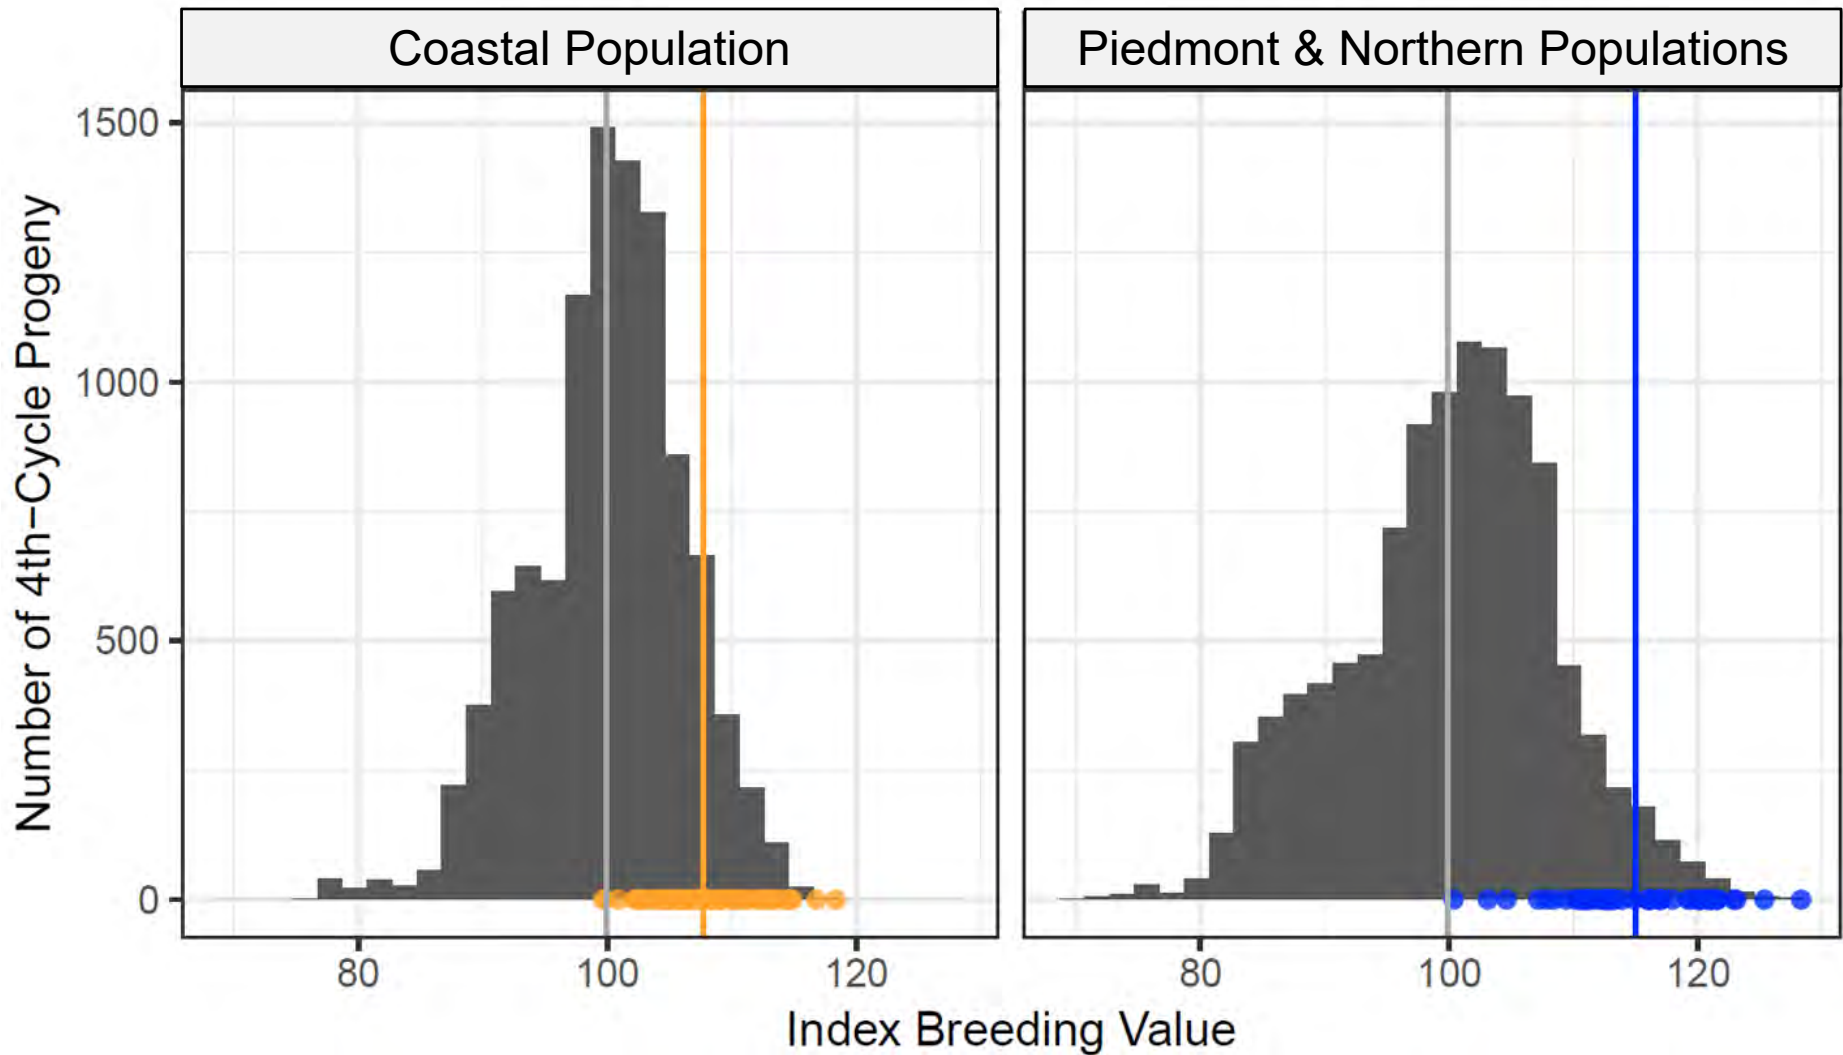 Coastal Population
Piedmont & Northern Populations
Number of 4th-Cycle Progeny
1500
1000
500
0
80
100
120
80
100
120
Index Breeding Value